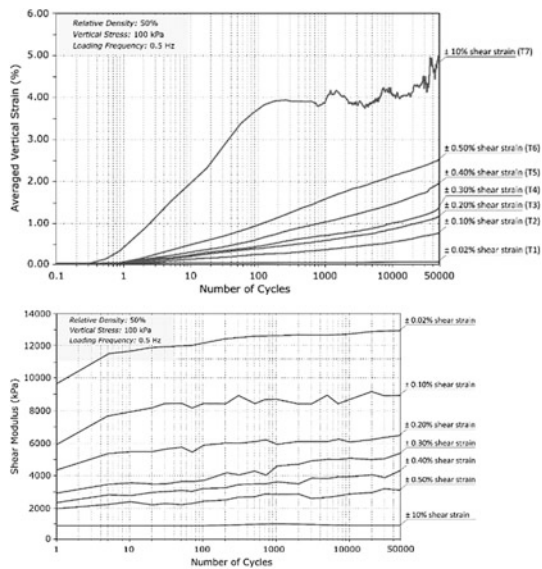 Relative Density: 50%
Vertical Stress: 100 kPa
Loading Frequency: 0.5 Hz
Averaged Vertical Strain (%)
6.00
5.00
4.00
3.00
2.00
1.00
0.00
0.1
1
10
100
1000
10000
50000
Number of Cycles
± 10% shear strain (T7)
± 0.50% shear strain (T6)
± 0.40% shear strain (T5)
± 0.30% shear strain (T4)
± 0.20% shear strain (T3)
± 0.10% shear strain (T2)
± 0.02% shear strain (T1)
Relative Density: 50%
Vertical Stress: 100 kPa
Loading Frequency: 0.5 Hz
Shear Modulus (kPa)
14000
12000
10000
8000
6000
4000
2000
0
1
10
100
1000
10000
50000
Number of Cycles
± 0.02% shear strain
± 0.10% shear strain
± 0.20% shear strain
± 0.30% shear strain
± 0.40% shear strain
± 0.50% shear strain
± 10% shear strain